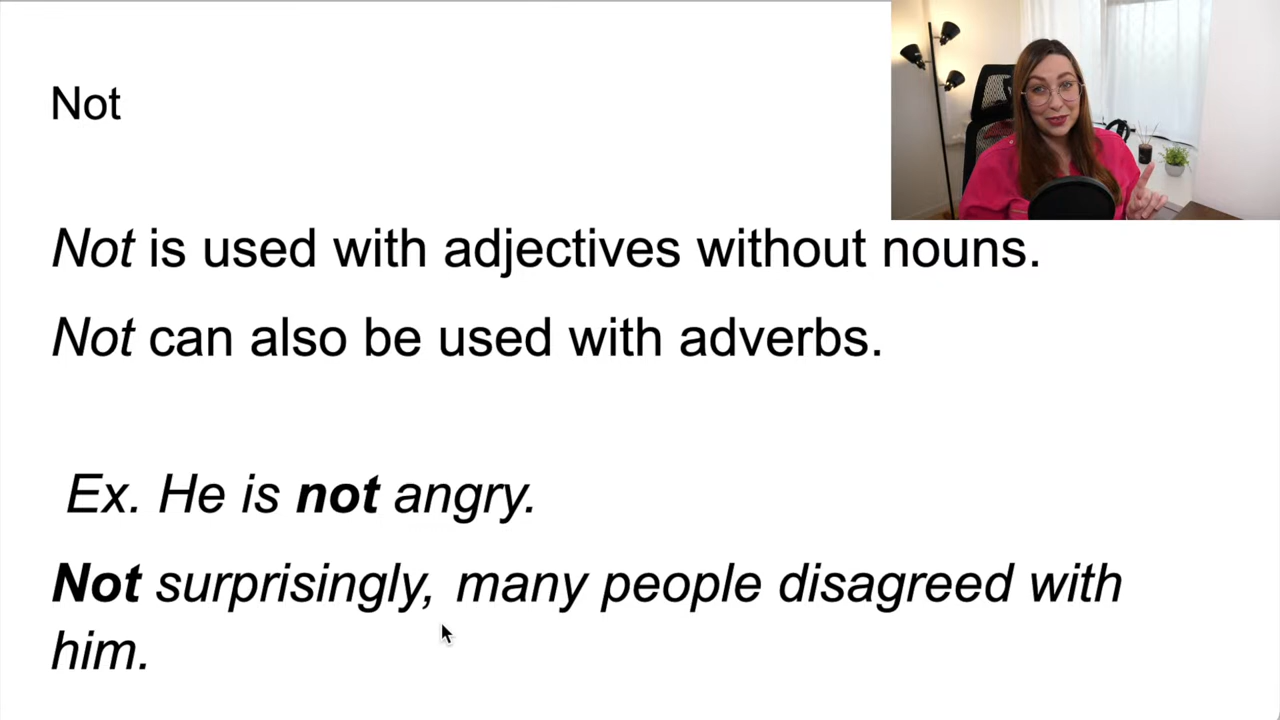 Not
Not is used with adjectives without nouns.
Not can also be used with adverbs.
Ex. He is not angry.
Not surprisingly, many people disagreed with
him.